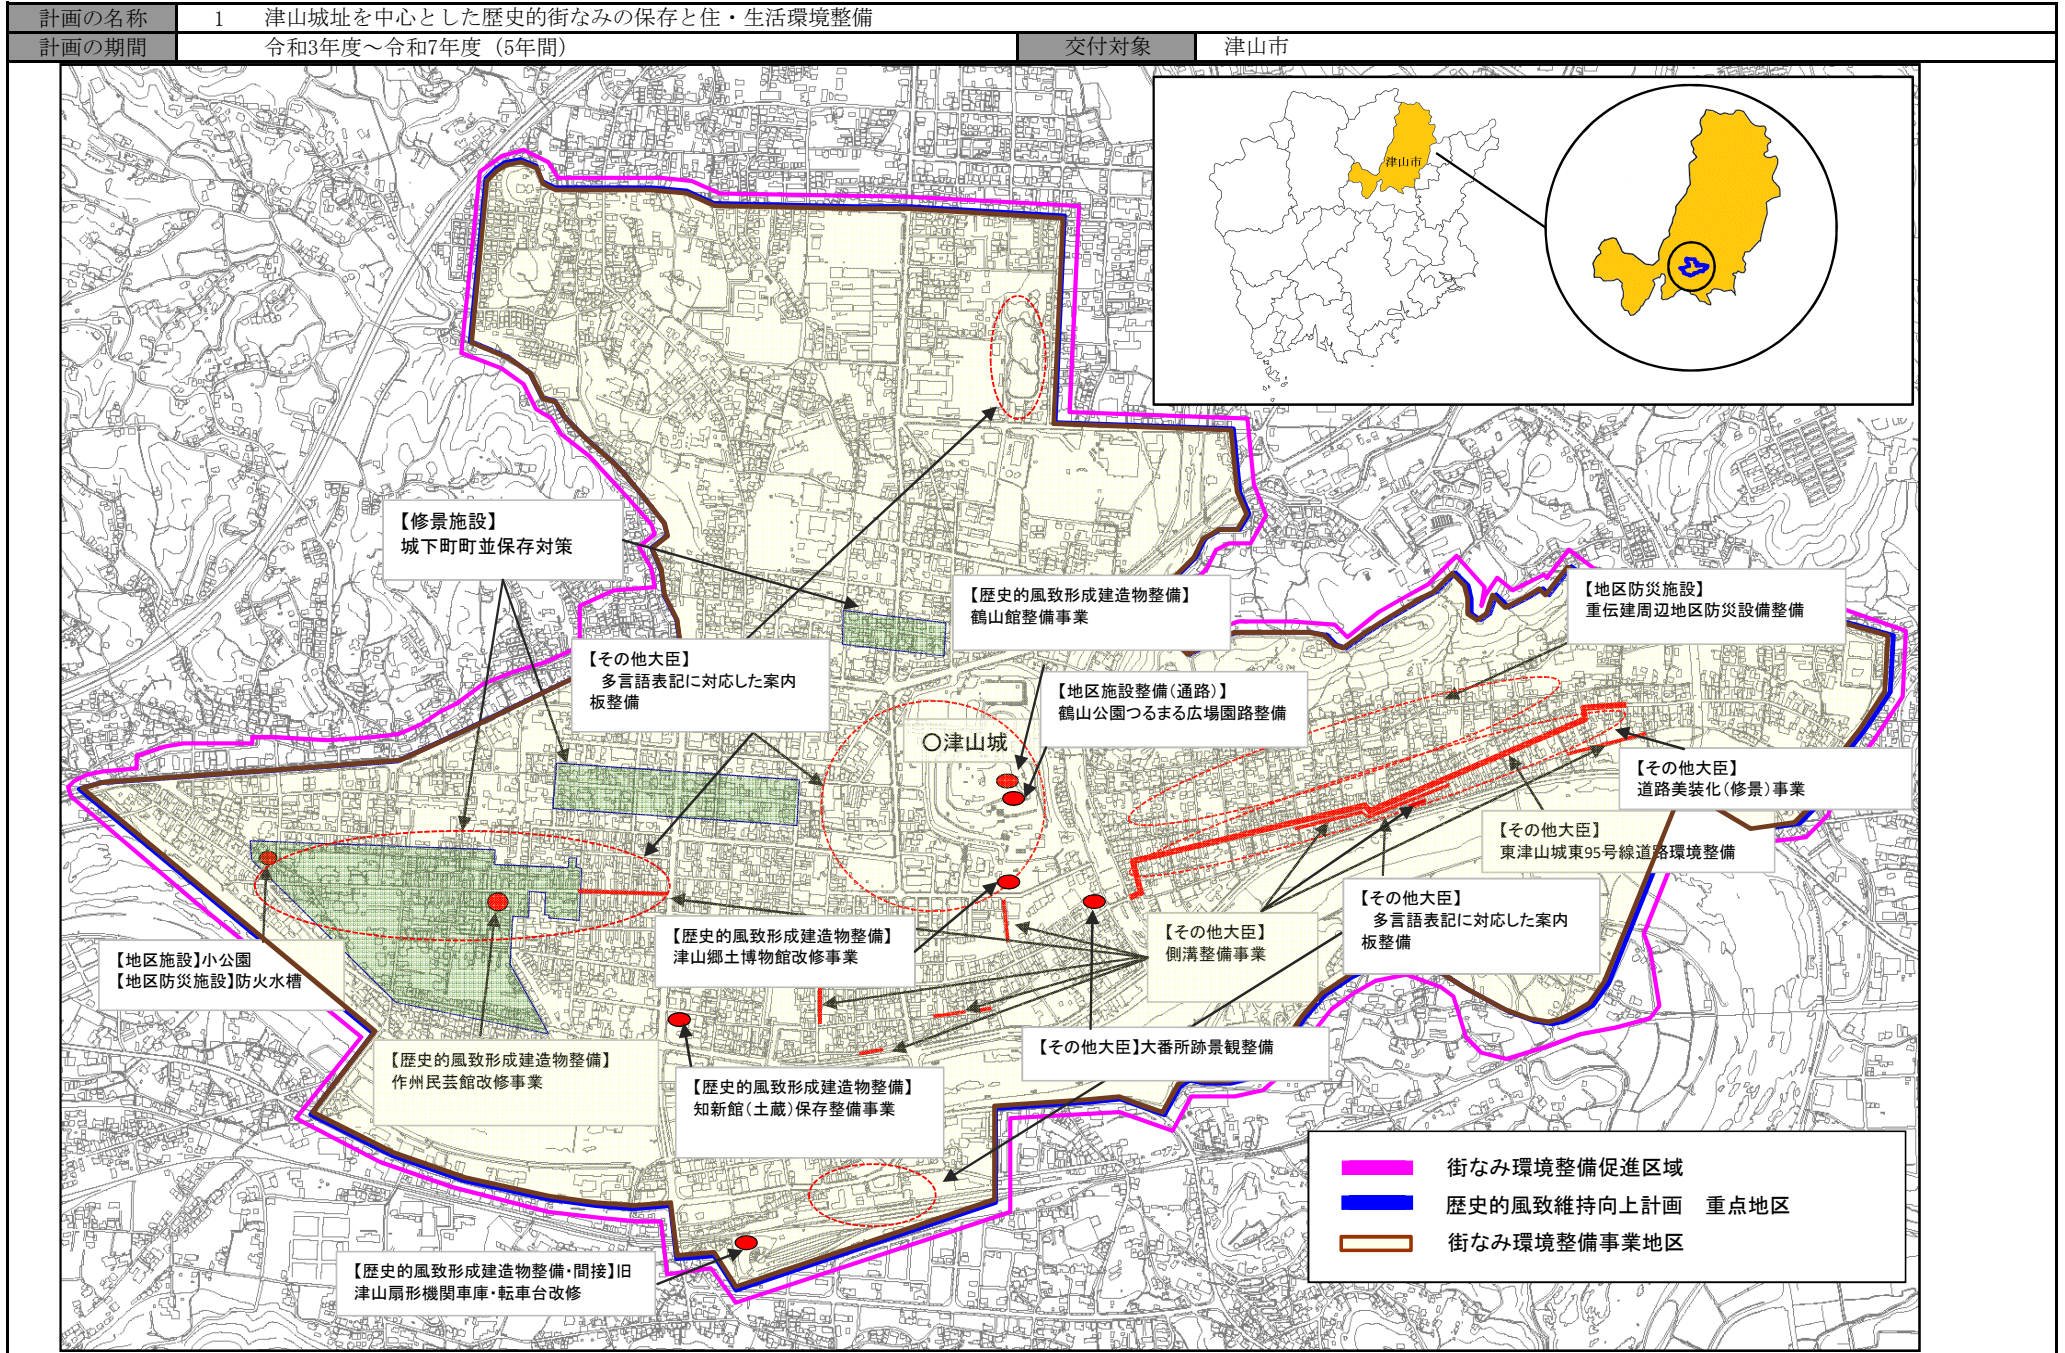 計画の名称 1 津山城址を中心とした歴史的街なみの保存と住・生活環境整備
計画の期間 令和3年度～令和7年度（5年間） 交付対象 津山市
津山市
【修景施設】
城下町町並保存対策
【歴史的風致形成建造物整備】
鶴山館整備事業
【地区防災施設】
重伝建周辺地区防災設備整備
【その他大臣】
多言語表記に対応した案内
板整備
【地区施設整備（通路）】
鶴山公園つるまる広場園路整備
〇津山城
【その他大臣】
道路美装化（修景）事業
【その他大臣】
東津山城東95号線道路環境整備
【その他大臣】
多言語表記に対応した案内
板整備
【その他大臣】
側溝整備事業
【歴史的風致形成建造物整備】
津山郷土博物館改修事業
【地区施設】小公園
【地区防災施設】防火水槽
【その他大臣】大番所跡景観整備
【歴史的風致形成建造物整備】
作州民芸館改修事業
【歴史的風致形成建造物整備】
知新館（土蔵）保存整備事業
【歴史的風致形成建造物整備・間接】旧
津山扇形機関車庫・転車台改修
街なみ環境整備促進区域
歴史的風致維持向上計画 重点地区
街なみ環境整備事業地区